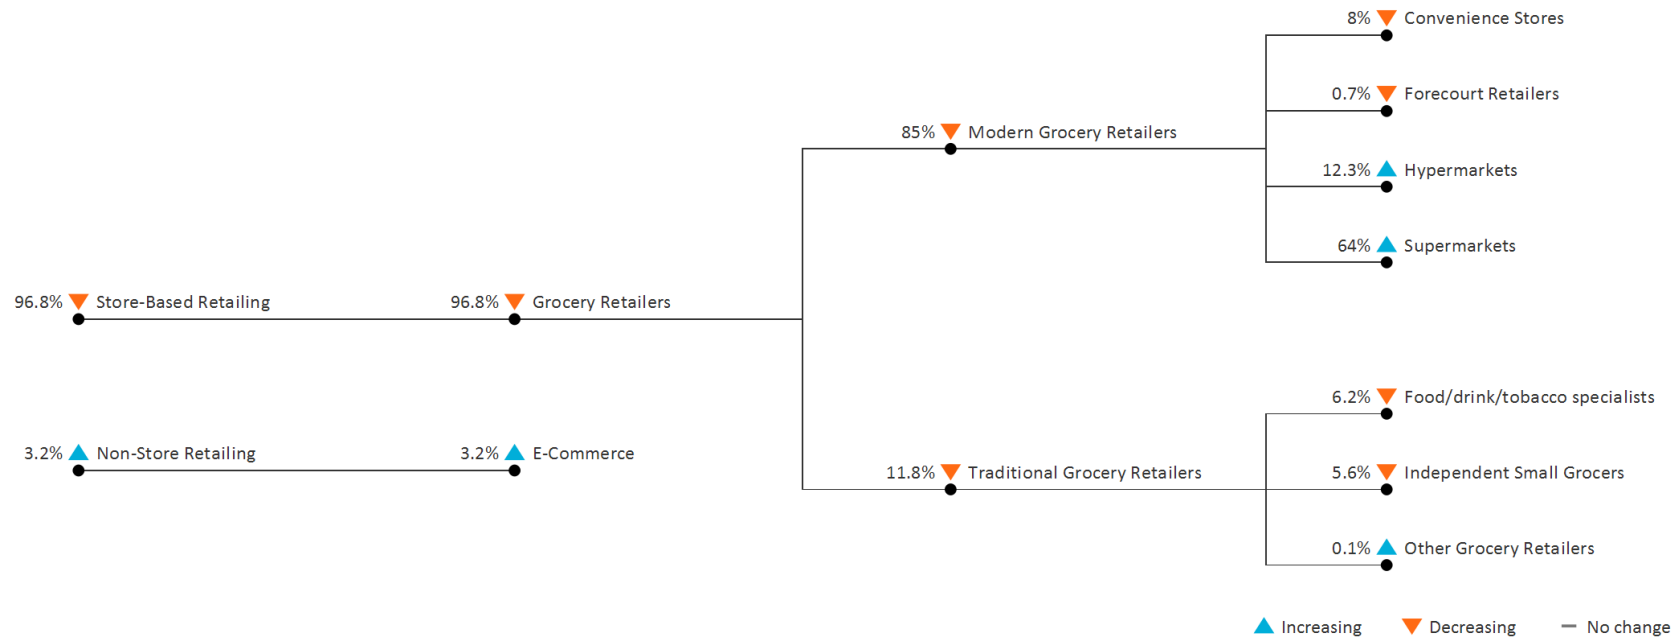 8% Convenience Stores
0.7% Forecourt Retailers
85% Modern Grocery Retailers
12.3% Hypermarkets
64% Supermarkets
96.8% Store-Based Retailing
96.8% Grocery Retailers
6.2% Food/drink/tobacco specialists
3.2% Non-Store Retailing
3.2% E-Commerce
11.8% Traditional Grocery Retailers
5.6% Independent Small Grocers
0.1% Other Grocery Retailers
Increasing Decreasing No change